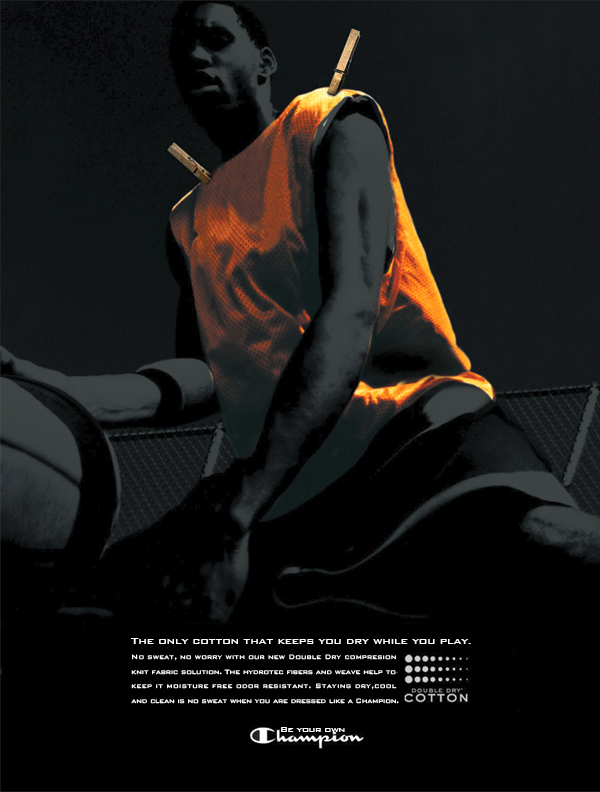 The only cotton that keeps you dry while you play.
No sweat, no worry with our new Double Dry compresion
knit fabric solution. The hydrotec fibers and weave help to
keep it moisture free odor resistant. Staying dry,cool
and clean is no sweat when you are dressed like a Champion.
DOUBLE DRY
COTTON
Be your own
Champion